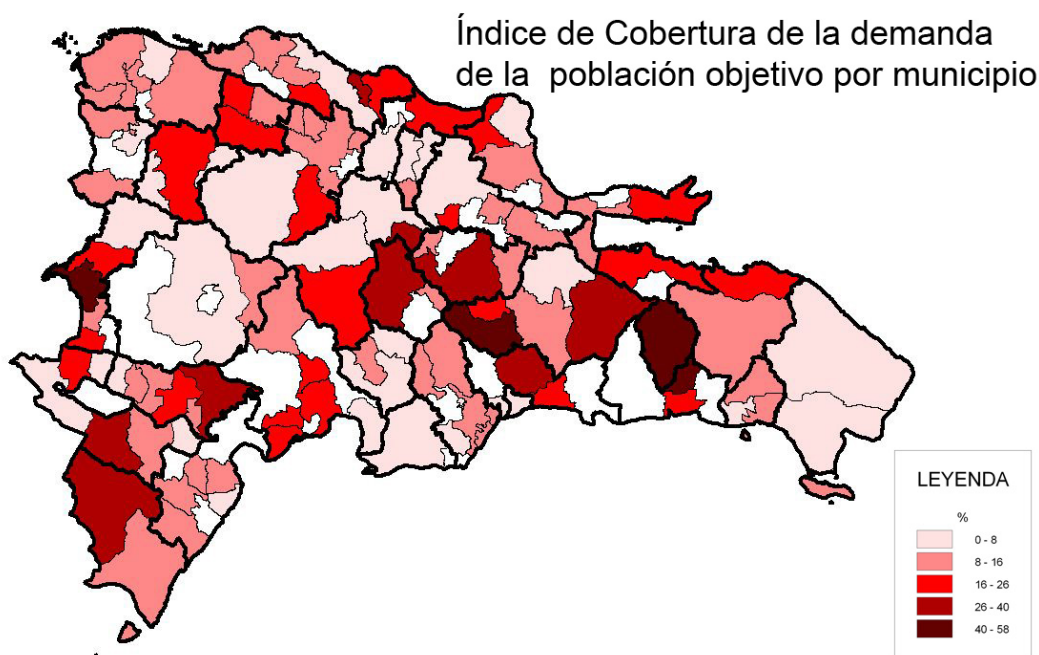 Índice de Cobertura de la demanda
de la población objetivo por municipio
LEYENDA
%
0 - 8
8 - 16
16 - 26
26 - 40
40 - 58